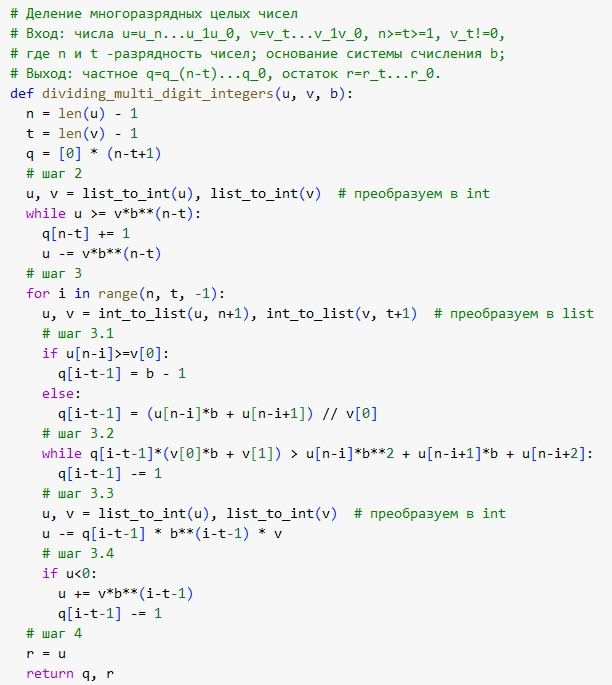 # Деление многоразрядных целых чисел
# Вход: числа u=u_n...u_1u_0, v=v_t...v_1v_0, n>=t>=1, v_t!=0,
# где n и t -разрядность чисел; основание системы счисления b;
# Выход: частное q=q_(n-t)...q_0, остаток r=r_t...r_0.
def dividing_multi_digit_integers(u, v, b):
  n = len(u) - 1
  t = len(v) - 1
  q = [0] * (n-t+1)
  # шаг 2
  u, v = list_to_int(u), list_to_int(v)  # преобразуем в int
  while u >= v*b**(n-t):
    q[n-t] += 1
    u -= v*b**(n-t)
  # шаг 3
  for i in range(n, t, -1):
    u, v = int_to_list(u, n+1), int_to_list(v, t+1)  # преобразуем в list
    # шаг 3.1
    if u[n-i]>=v[0]:
      q[i-t-1] = b - 1
    else:
      q[i-t-1] = (u[n-i]*b + u[n-i+1]) // v[0]
    # шаг 3.2
    while q[i-t-1]*(v[0]*b + v[1]) > u[n-i]*b**2 + u[n-i+1]*b + u[n-i+2]:
      q[i-t-1] -= 1
    # шаг 3.3
    u, v = list_to_int(u), list_to_int(v)  # преобразуем в int
    u -= q[i-t-1] * b**(i-t-1) * v
    # шаг 3.4
    if u<0:
      u += v*b**(i-t-1)
      q[i-t-1] -= 1
  # шаг 4
  r = u
  return q, r